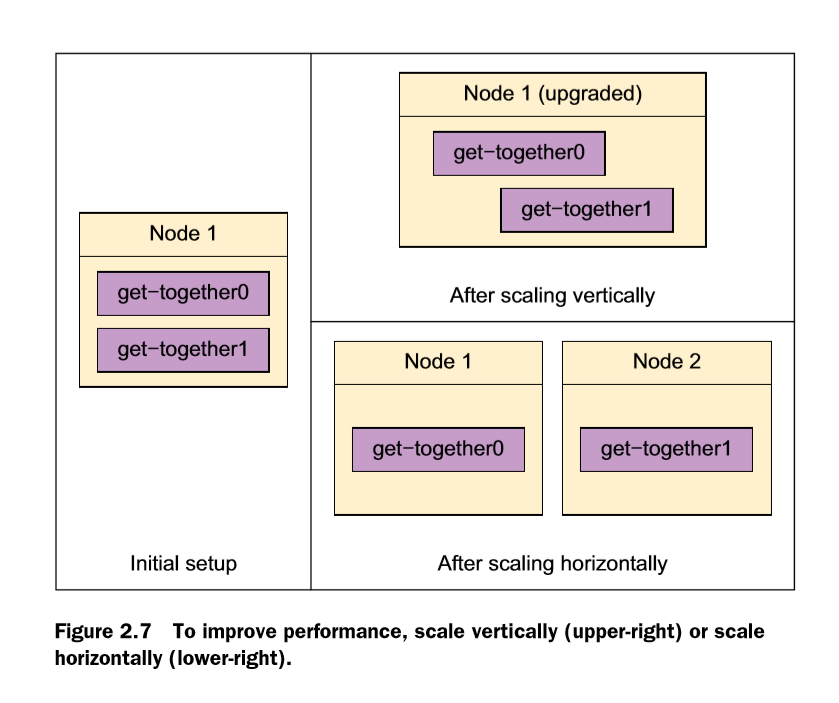 Node 1
get-together0
get-together1
Initial setup
Node 1 (upgraded)
get-together0
get-together1
After scaling vertically
Node 1
get-together0
Node 2
get-together1
After scaling horizontally
Figure 2.7 To improve performance, scale vertically (upper-right) or scale
horizontally (lower-right).